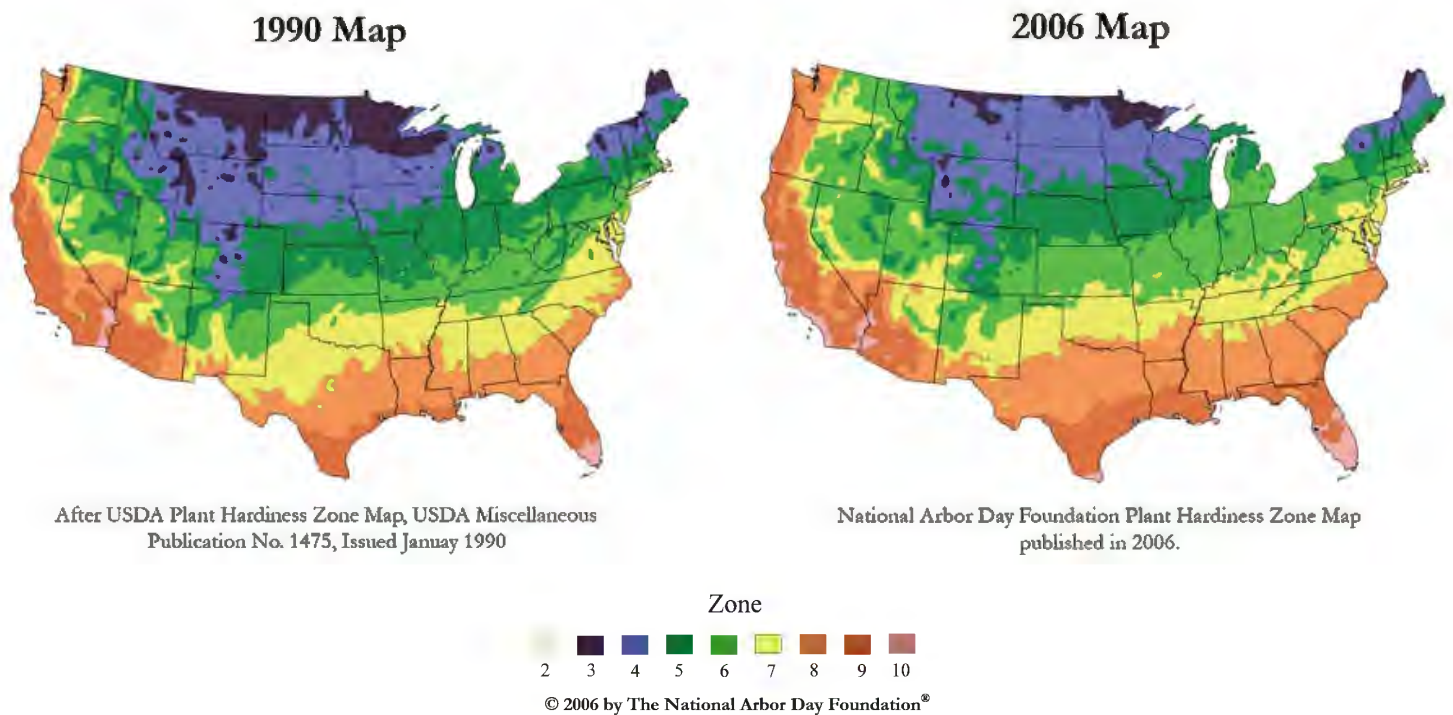 1990 Map
2006 Map
After USDA Plant Hardiness Zone Map, USDA Miscellaneous
Publication No. 1475, Issued Januay 1990
National Arbor Day Foundation Plant Hardiness Zone Map
published in 2006.
Zone
2 3 4 5 6 7 8 9 10
© 2006 by The National Arbor Day Foundation®